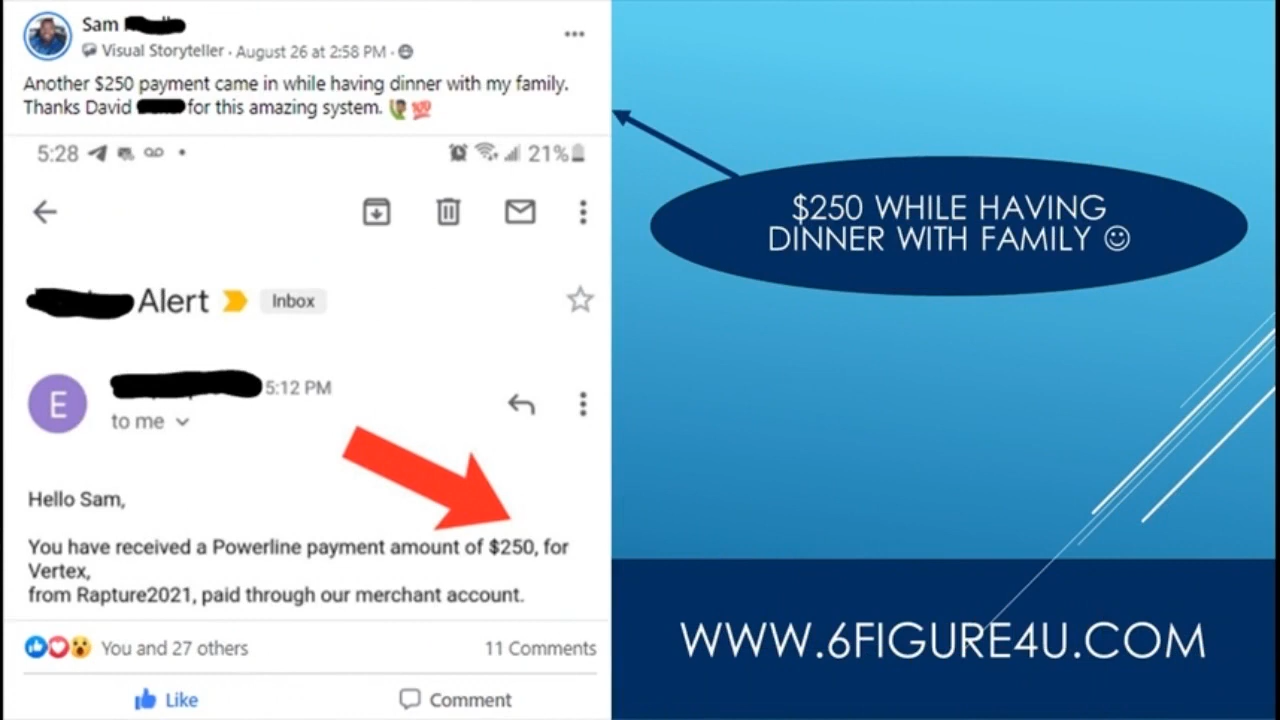 Sam
Visual Storyteller · August 26 at 2:58 PM ·
Another $250 payment came in while having dinner with my family.
Thanks David for this amazing system. 🙋🏾‍♂️💯
5:28
21%
Alert Inbox
E
5:12 PM
to me
Hello Sam,
You have received a Powerline payment amount of $250, for
Vertex,
from Rapture2021, paid through our merchant account.
You and 27 others
11 Comments
Like
Comment
$250 WHILE HAVING
DINNER WITH FAMILY ☺
WWW.6FIGURE4U.COM